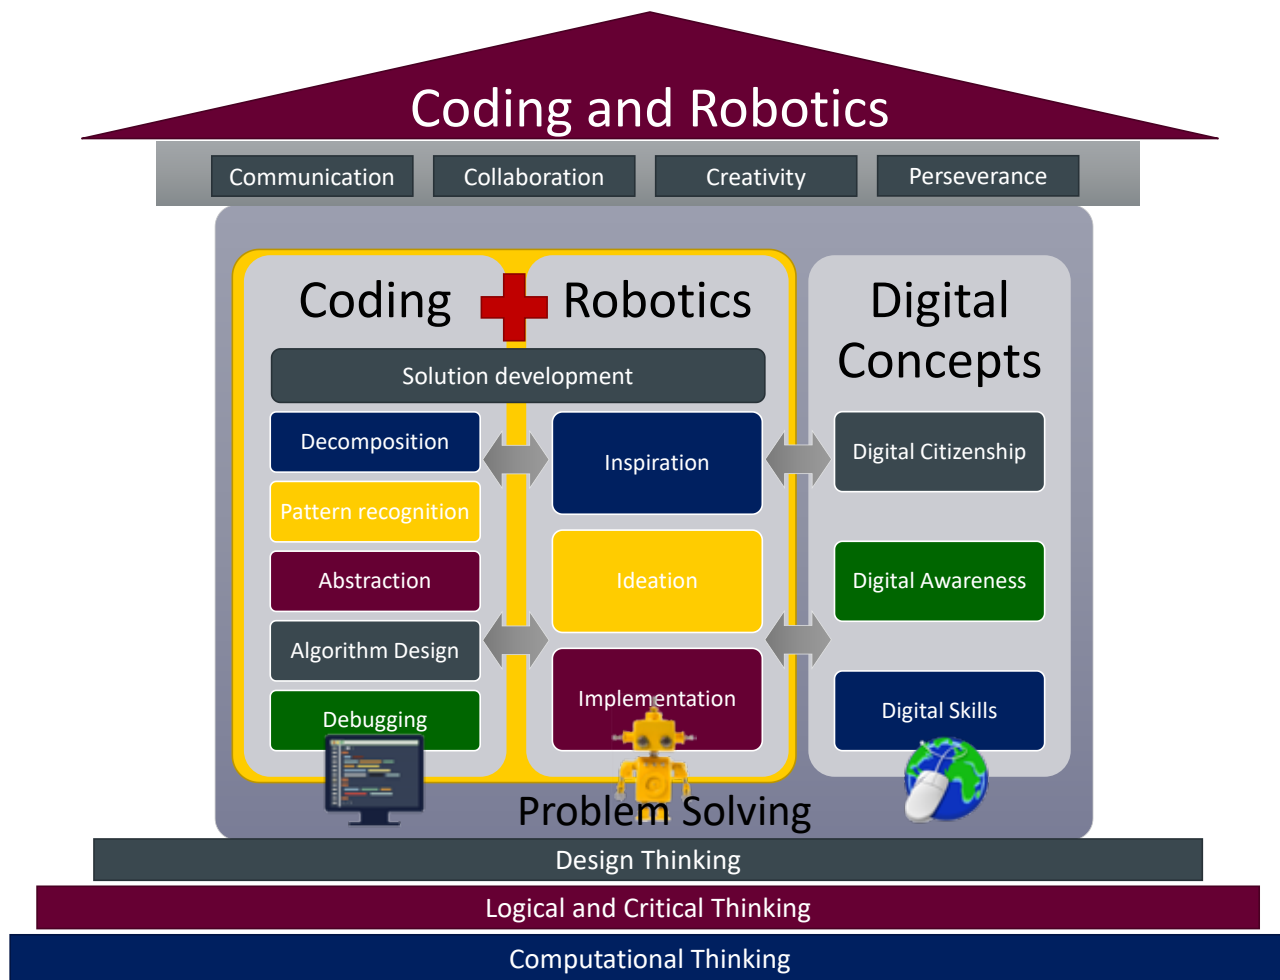 Coding and Robotics
Communication
Collaboration
Creativity
Perseverance
Coding
Robotics
Solution development
Decomposition
Pattern recognition
Abstraction
Algorithm Design
Debugging
Inspiration
Ideation
Implementation
Digital
Concepts
Digital Citizenship
Digital Awareness
Digital Skills
Problem Solving
Design Thinking
Logical and Critical Thinking
Computational Thinking